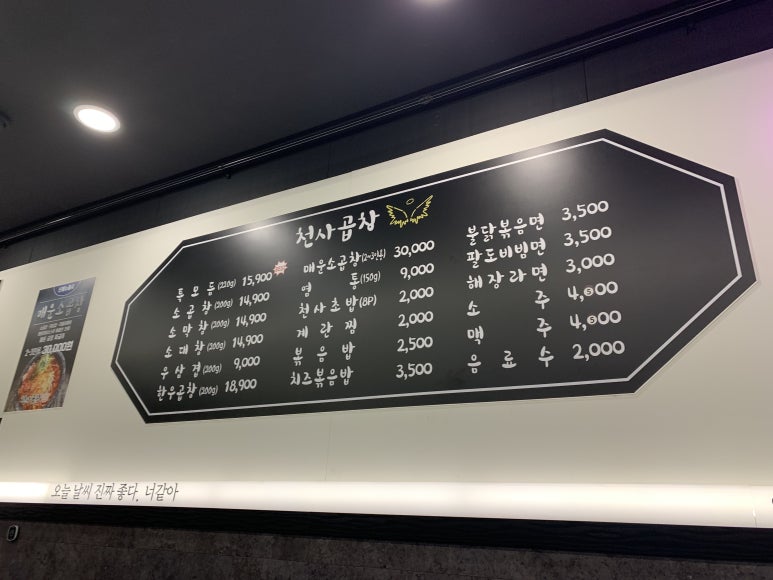 천사곱창
특모듬(220g) 15,900
소곱창(200g) 14,900
소막창(200g) 14,900
소대창(200g) 14,900
우삼겹(200g) 9,000
한우곱창(200g) 18,900
매운소곱창(2~3인분) 30,000
염통(150g) 9,000
천사초밥(8P) 2,000
계란찜 2,000
볶음밥 2,500
치즈볶음밥 3,500
불닭볶음면 3,500
팔도비빔면 3,500
해장라면 3,000
소주 4,500
맥주 4,500
음료수 2,000
매운소곱창
30,000원
오늘 날씨 진짜 좋다, 너같아